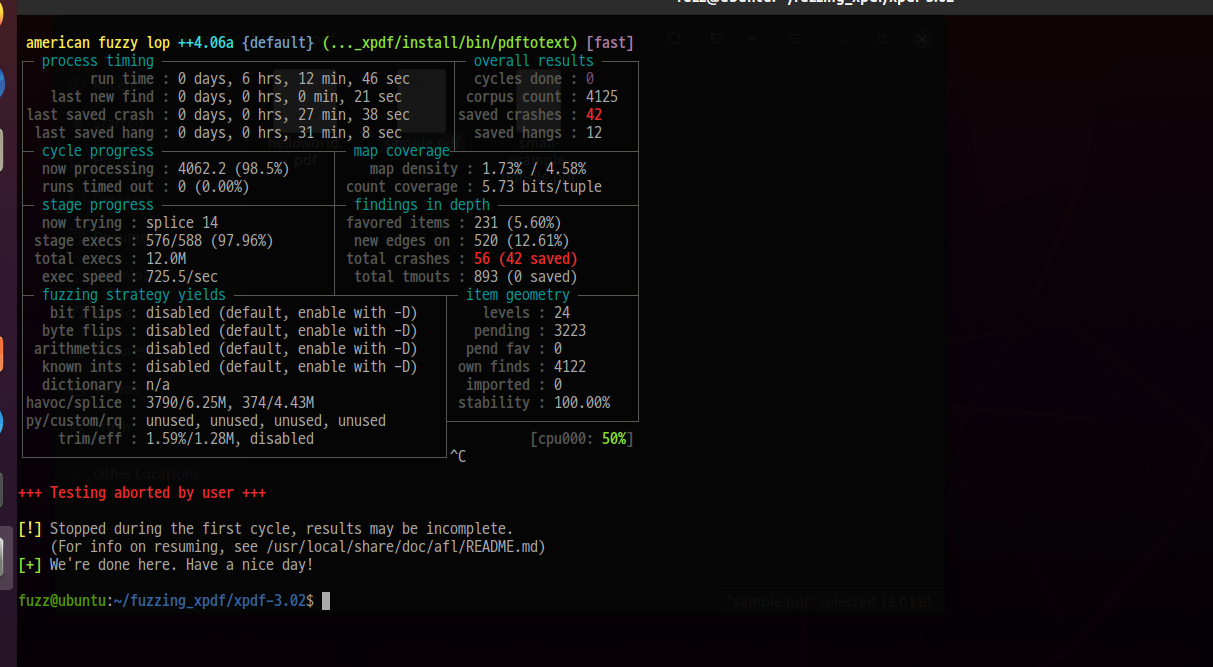 american fuzzy lop ++4.06a {default} (..._xpdf/install/bin/pdftotext) [fast]
process timing
overall results
run time : 0 days, 6 hrs, 12 min, 46 sec
cycles done : 0
last new find : 0 days, 0 hrs, 0 min, 21 sec
corpus count : 4125
last saved crash : 0 days, 0 hrs, 27 min, 38 sec
saved crashes : 42
last saved hang : 0 days, 0 hrs, 31 min, 8 sec
saved hangs : 12
cycle progress
map coverage
now processing : 4062.2 (98.5%)
map density : 1.73% / 4.58%
runs timed out : 0 (0.00%)
count coverage : 5.73 bits/tuple
stage progress
findings in depth
now trying : splice 14
favored items : 231 (5.60%)
stage execs : 576/588 (97.96%)
new edges on : 520 (12.61%)
total execs : 12.0M
total crashes : 56 (42 saved)
exec speed : 725.5/sec
total tmouts : 893 (0 saved)
fuzzing strategy yields
item geometry
bit flips : disabled (default, enable with -D)
levels : 24
byte flips : disabled (default, enable with -D)
pending : 3223
arithmetics : disabled (default, enable with -D)
pend fav : 0
known ints : disabled (default, enable with -D)
own finds : 4122
dictionary : n/a
imported : 0
havoc/splice : 3790/6.25M, 374/4.43M
stability : 100.00%
py/custom/rq : unused, unused, unused, unused
trim/eff : 1.59%/1.28M, disabled
[cpu000: 50%]
^C
Other Locations
+++ Testing aborted by user +++
[!] Stopped during the first cycle, results may be incomplete.
(For info on resuming, see /usr/local/share/doc/afl/README.md)
[+] We're done here. Have a nice day!
fuzz@ubuntu:~/fuzzing_xpdf/xpdf-3.02$
"sample.pdf" selected (3.0 kB)